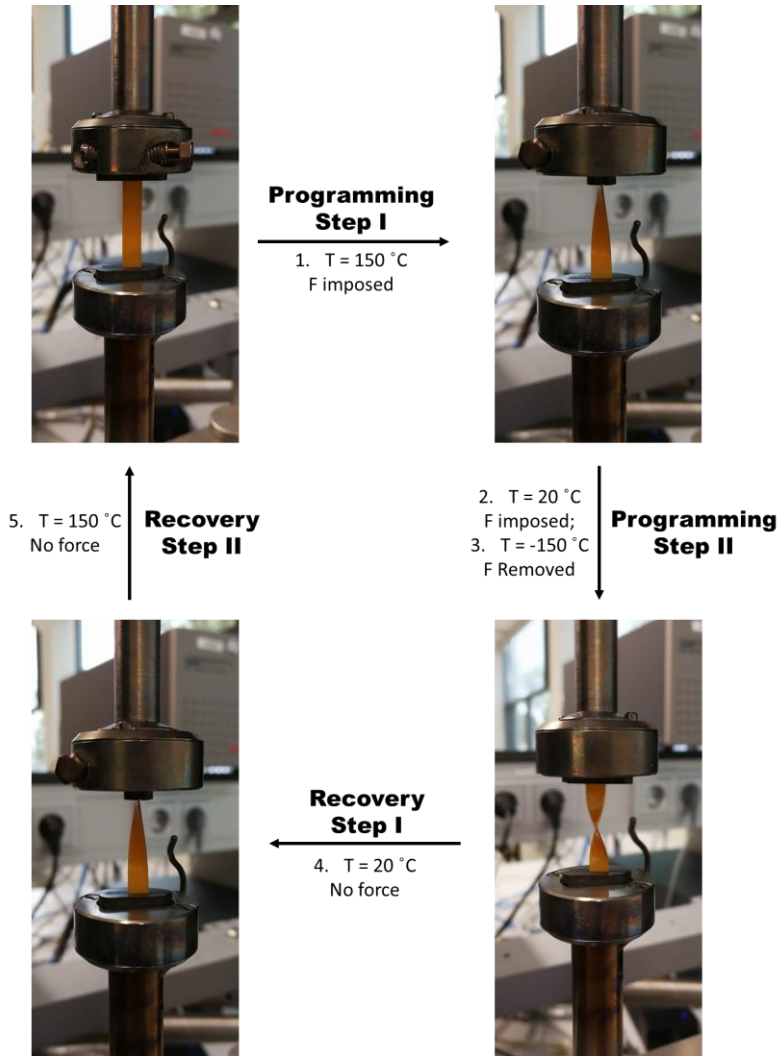 Programming
Step I
1. T = 150 ˚C
F imposed
2. T = 20 ˚C
F imposed;
3. T = -150 ˚C
F Removed
Programming
Step II
Recovery
Step I
4. T = 20 ˚C
No force
5. T = 150 ˚C
No force
Recovery
Step II